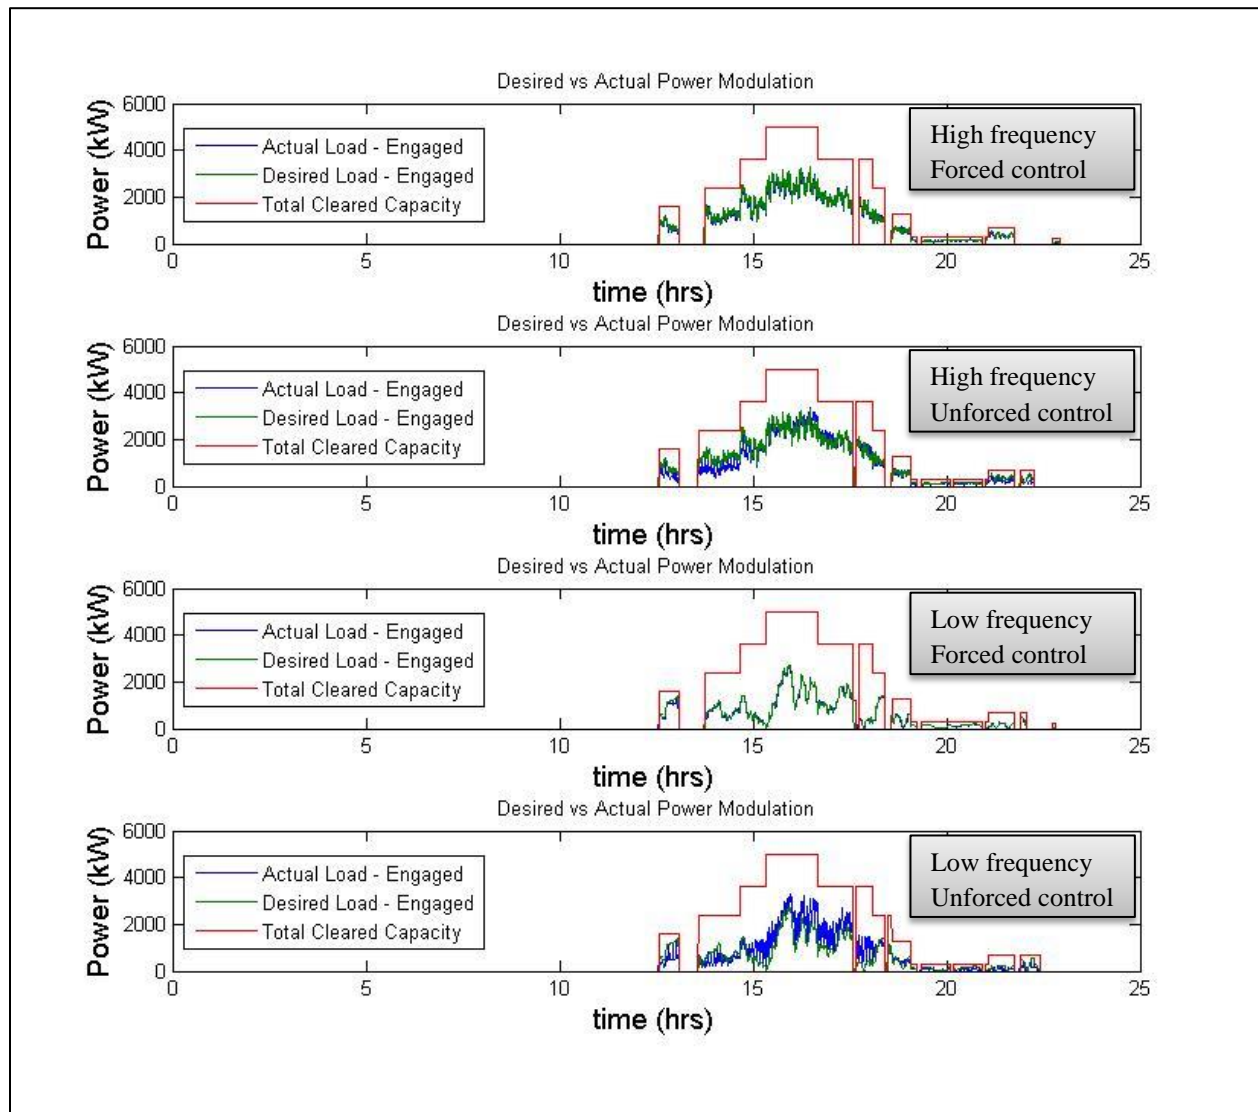 Desired vs Actual Power Modulation
High frequency
Forced control
Power (kW)
6000
4000
2000
0
Actual Load - Engaged
Desired Load - Engaged
Total Cleared Capacity
0 5 10 15 20 25
time (hrs)
Desired vs Actual Power Modulation
High frequency
Unforced control
Power (kW)
6000
4000
2000
0
Actual Load - Engaged
Desired Load - Engaged
Total Cleared Capacity
0 5 10 15 20 25
time (hrs)
Desired vs Actual Power Modulation
Low frequency
Forced control
Power (kW)
6000
4000
2000
0
Actual Load - Engaged
Desired Load - Engaged
Total Cleared Capacity
0 5 10 15 20 25
time (hrs)
Desired vs Actual Power Modulation
Low frequency
Unforced control
Power (kW)
6000
4000
2000
0
Actual Load - Engaged
Desired Load - Engaged
Total Cleared Capacity
0 5 10 15 20 25
time (hrs)